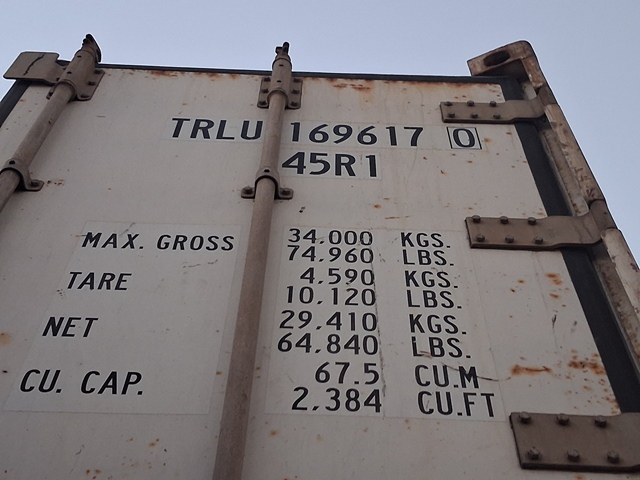 TRLU 169617 0
45R1
MAX. GROSS 34.000 KGS.
74.960 LBS.
TARE 4.590 KGS.
10.120 LBS.
NET 29.410 KGS.
64.840 LBS.
CU. CAP. 67.5 CU.M
2.384 CU.FT